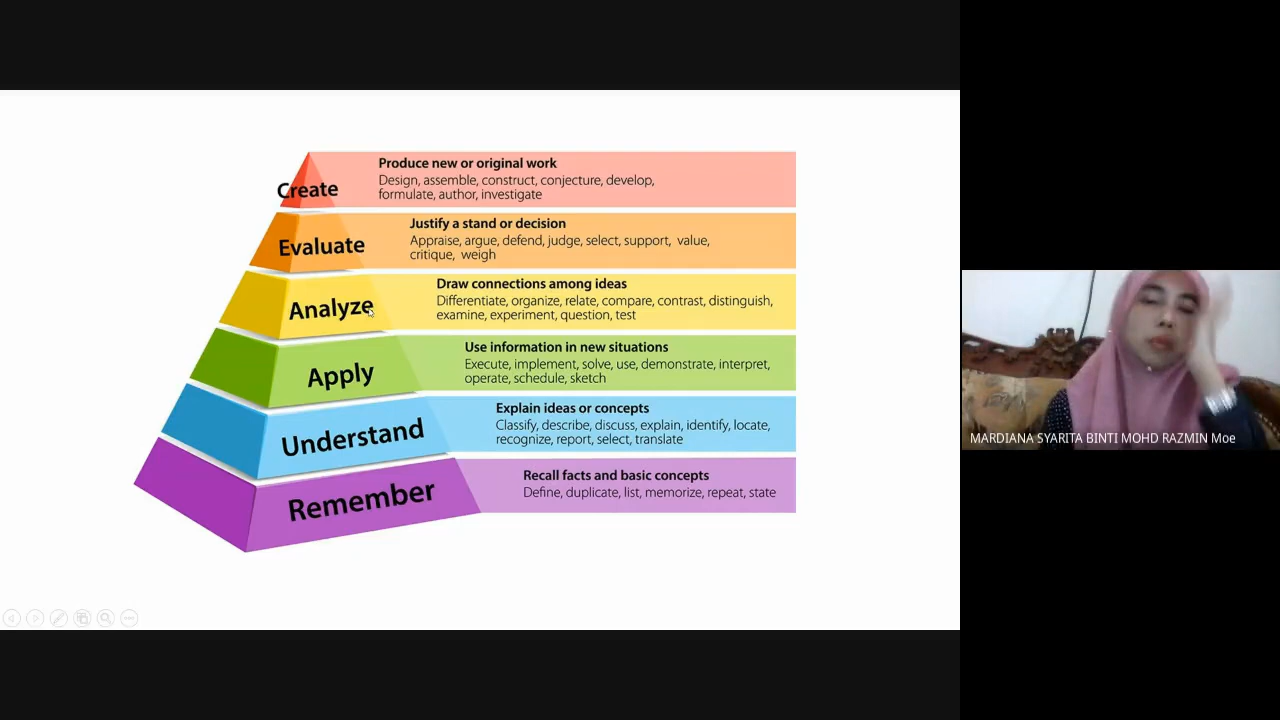 Create
Produce new or original work
Design, assemble, construct, conjecture, develop,
formulate, author, investigate
Evaluate
Justify a stand or decision
Appraise, argue, defend, judge, select, support, value,
critique, weigh
Analyze
Draw connections among ideas
Differentiate, organize, relate, compare, contrast, distinguish,
examine, experiment, question, test
Apply
Use information in new situations
Execute, implement, solve, use, demonstrate, interpret,
operate, schedule, sketch
Understand
Explain ideas or concepts
Classify, describe, discuss, explain, identify, locate,
recognize, report, select, translate
Remember
Recall facts and basic concepts
Define, duplicate, list, memorize, repeat, state
MARDIANA SYARITA BINTI MOHD RAZMIN Moe